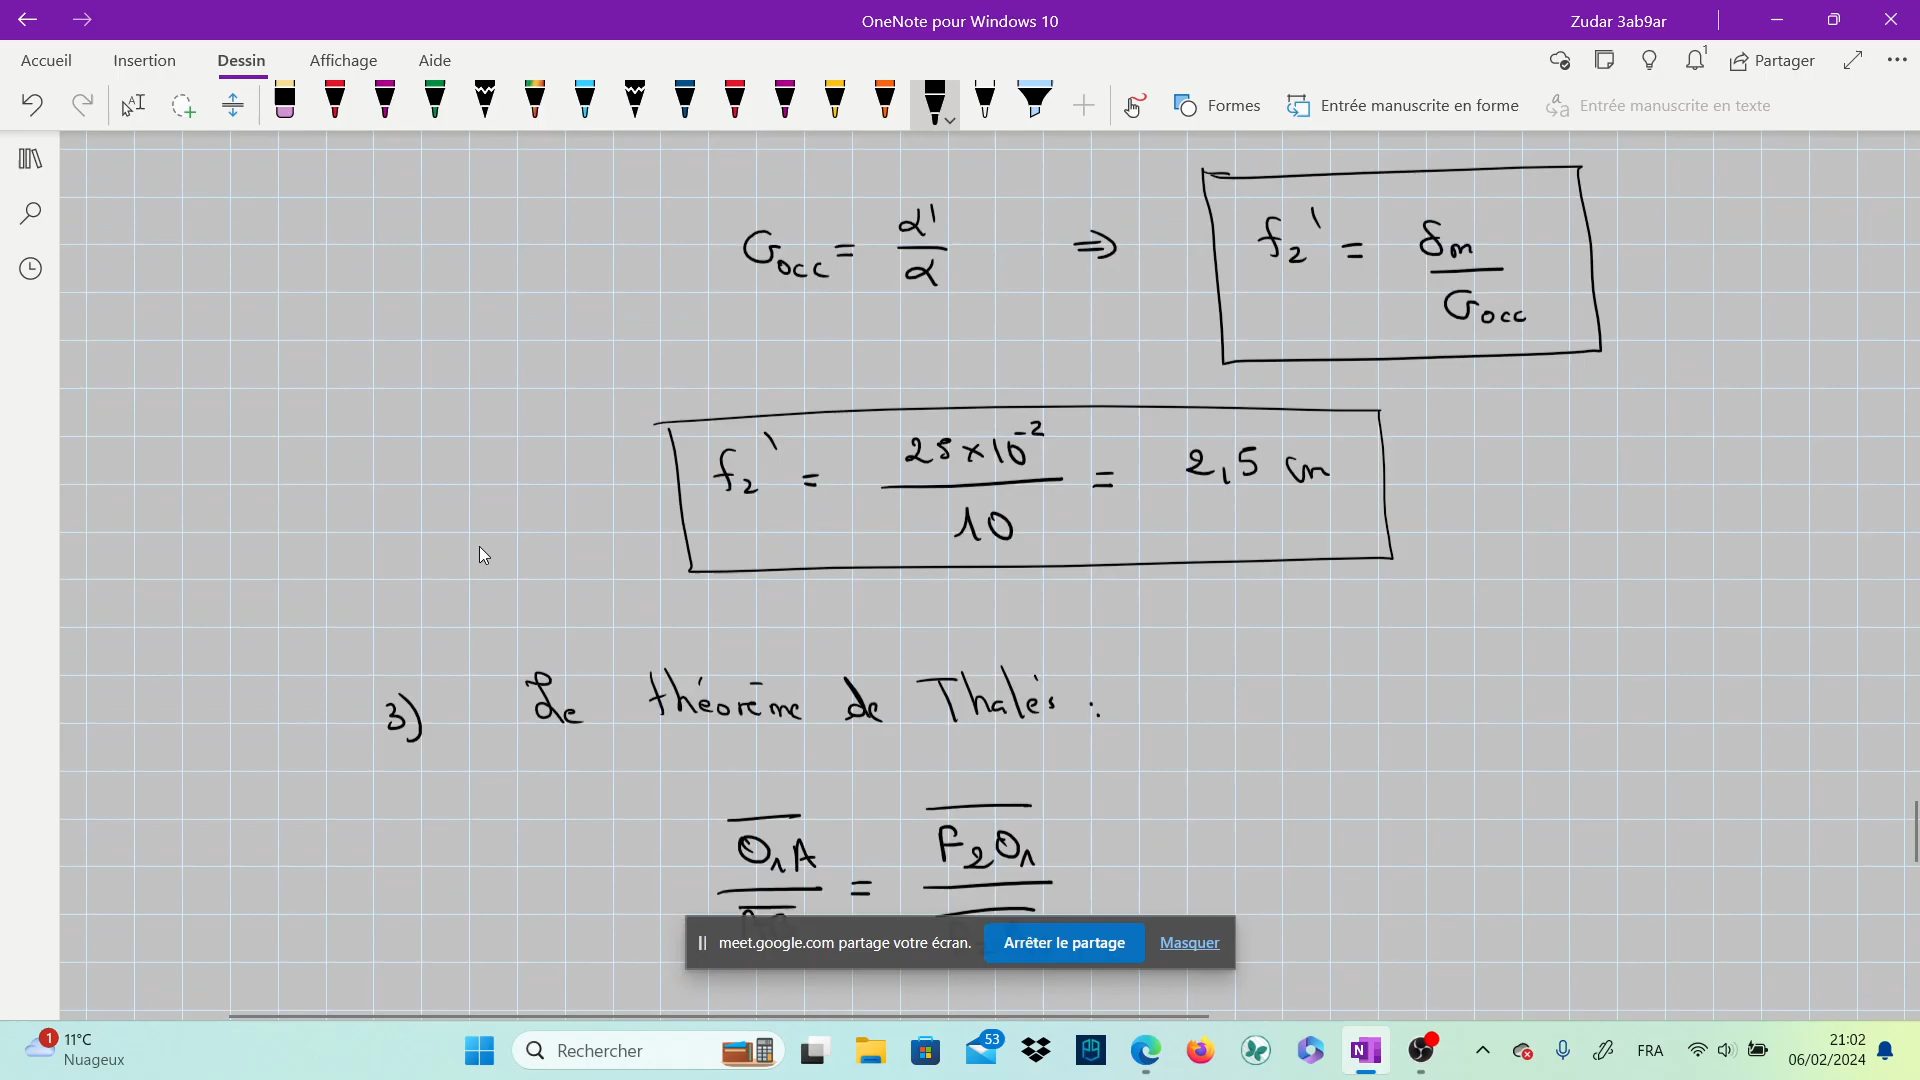 OneNote pour Windows 10
Zudar 3ab9ar
Accueil Insertion Dessin Affichage Aide
1
Partager
Formes Entrée manuscrite en forme Entrée manuscrite en texte
Gocc = α' / α ⇒ f₂' = δm / Gocc
f₂' = 25 × 10⁻² / 10 = 2,5 cm
3) Le théorème de Thalés :
O₁A = F₂O₁
meet.google.com partage votre écran. Arrêter le partage Masquer
1 11°C
Nuageux
Rechercher
53
FRA
21:02
06/02/2024